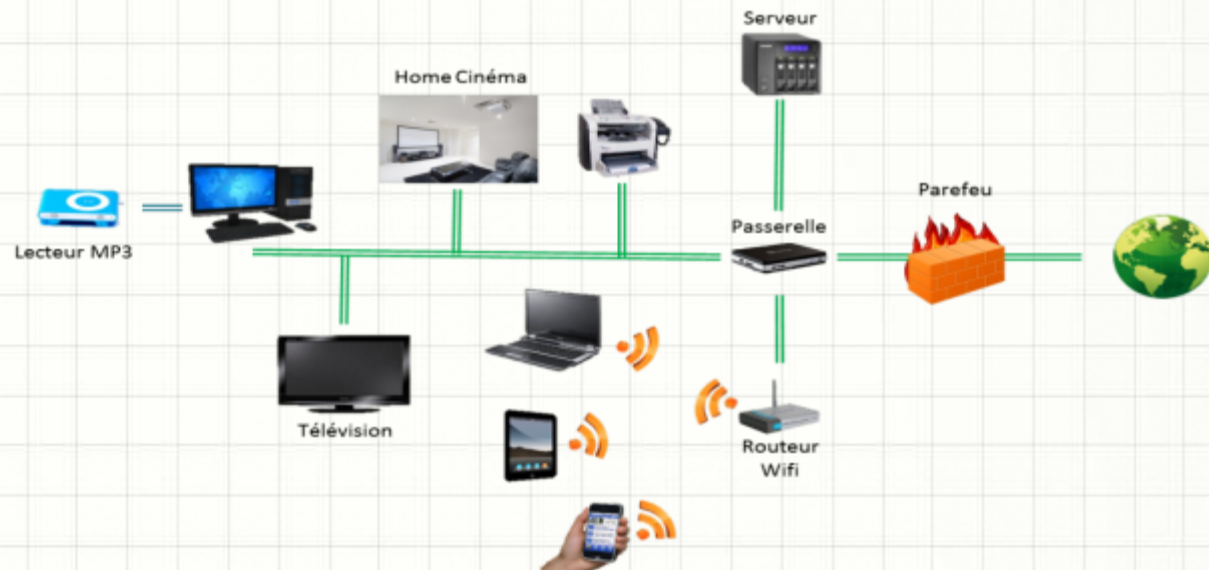 Serveur
Home Cinéma
Parefeu
Passerelle
Lecteur MP3
Télévision
Routeur
Wifi